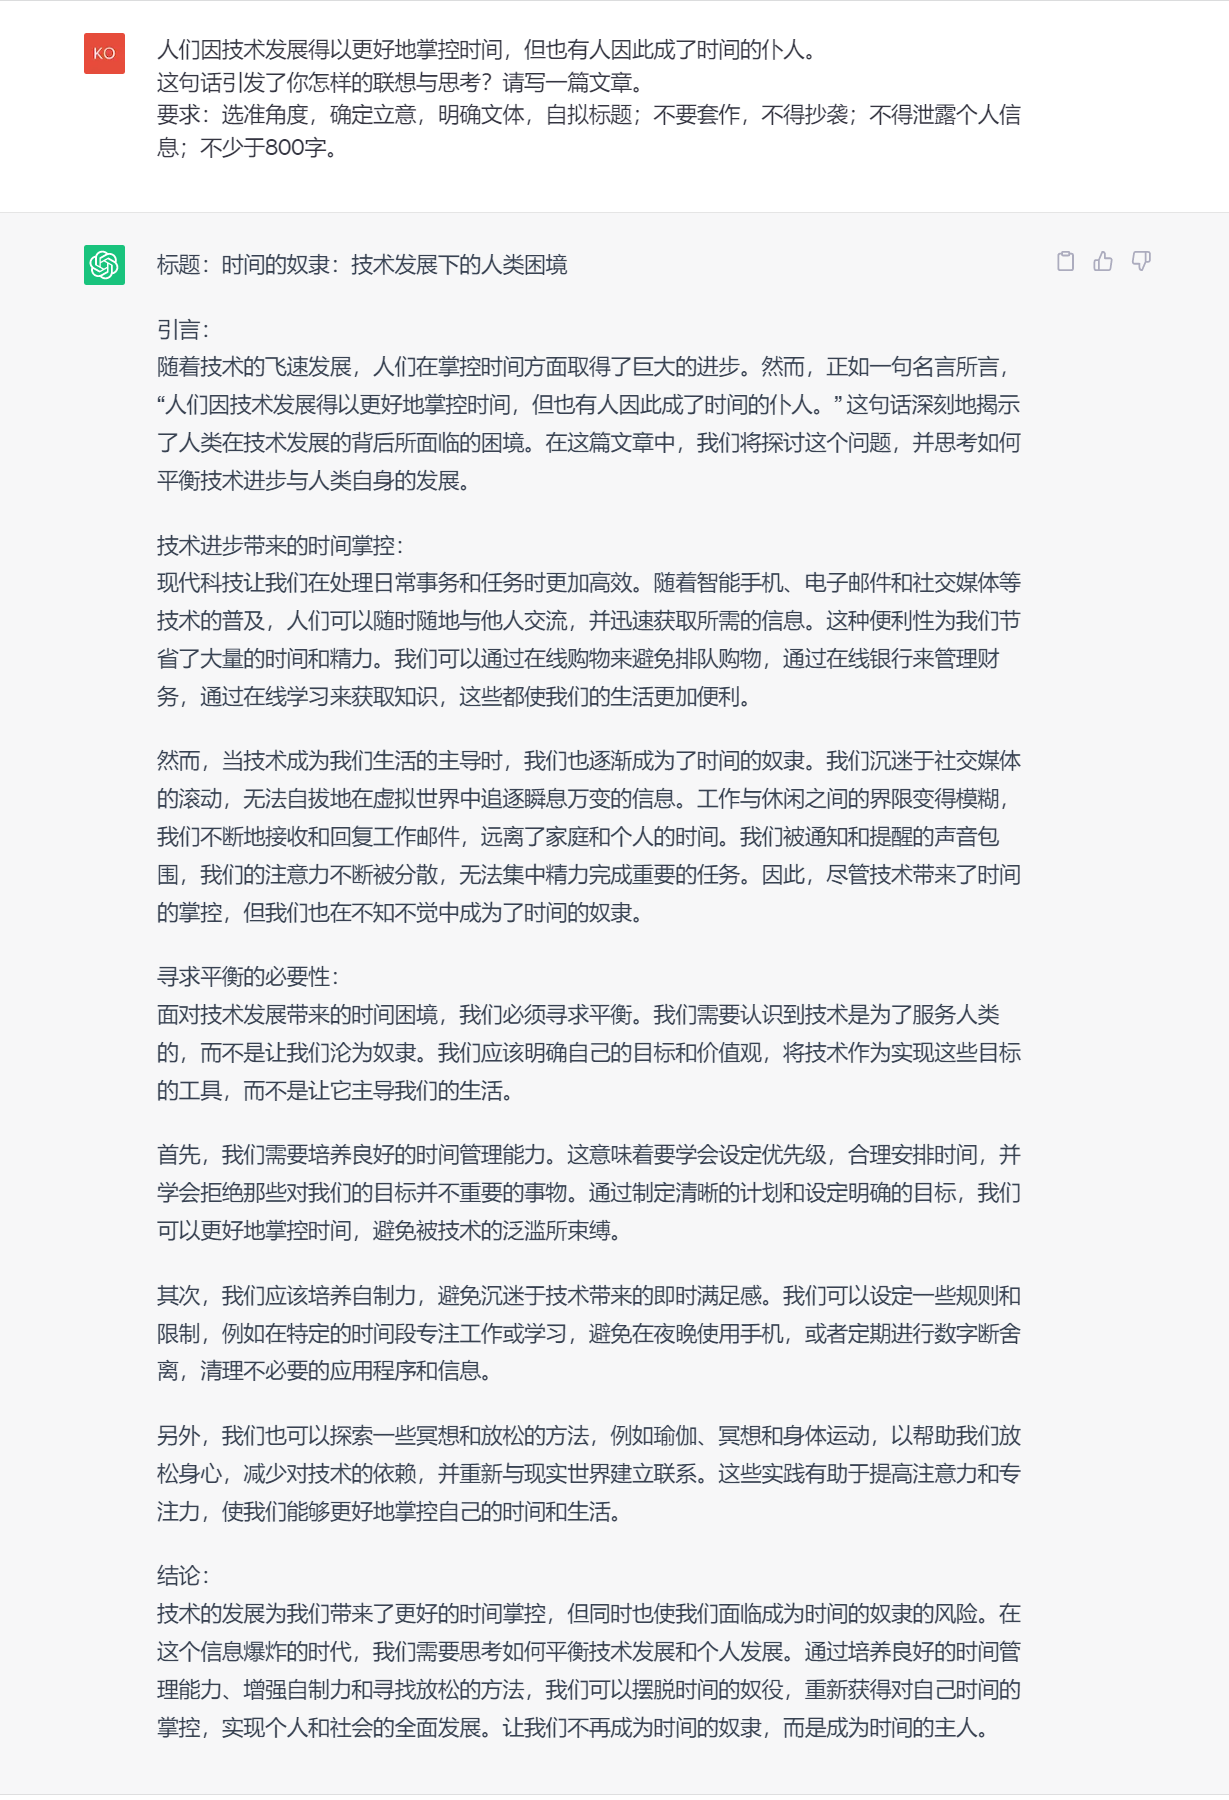 KO
人们因技术发展得以更好地掌控时间，但也有人因此成了时间的仆人。
这句话引发了你怎样的联想与思考？请写一篇文章。
要求：选准角度，确定立意，明确文体，自拟标题；不要套作，不得抄袭；不得泄露个人信
息；不少于800字。
标题：时间的奴隶：技术发展下的人类困境
引言：
随着技术的飞速发展，人们在掌控时间方面取得了巨大的进步。然而，正如一句名言所言，
“人们因技术发展得以更好地掌控时间，但也有人因此成了时间的仆人。” 这句话深刻地揭示
了人类在技术发展的背后所面临的困境。在这篇文章中，我们将探讨这个问题，并思考如何
平衡技术进步与人类自身的发展。
技术进步带来的时间掌控：
现代科技让我们在处理日常事务和任务时更加高效。随着智能手机、电子邮件和社交媒体等
技术的普及，人们可以随时随地与他人交流，并迅速获取所需的信息。这种便利性为我们节
省了大量的时间和精力。我们可以通过在线购物来避免排队购物，通过在线银行来管理财
务，通过在线学习来获取知识，这些都使我们的生活更加便利。
然而，当技术成为我们生活的主导时，我们也逐渐成为了时间的奴隶。我们沉迷于社交媒体
的滚动，无法自拔地在虚拟世界中追逐瞬息万变的信息。工作与休闲之间的界限变得模糊，
我们不断地接收和回复工作邮件，远离了家庭和个人的时间。我们被通知和提醒的声音包
围，我们的注意力不断被分散，无法集中精力完成重要的任务。因此，尽管技术带来了时间
的掌控，但我们也在不知不觉中成为了时间的奴隶。
寻求平衡的必要性：
面对技术发展带来的时间困境，我们必须寻求平衡。我们需要认识到技术是为了服务人类
的，而不是让我们沦为奴隶。我们应该明确自己的目标和价值观，将技术作为实现这些目标
的工具，而不是让它主导我们的生活。
首先，我们需要培养良好的时间管理能力。这意味着要学会设定优先级，合理安排时间，并
学会拒绝那些对我们的目标并不重要的事物。通过制定清晰的计划和设定明确的目标，我们
可以更好地掌控时间，避免被技术的泛滥所束缚。
其次，我们应该培养自制力，避免沉迷于技术带来的即时满足感。我们可以设定一些规则和
限制，例如在特定的时间段专注工作或学习，避免在夜晚使用手机，或者定期进行数字断舍
离，清理不必要的应用程序和信息。
另外，我们也可以探索一些冥想和放松的方法，例如瑜伽、冥想和身体运动，以帮助我们放
松身心，减少对技术的依赖，并重新与现实世界建立联系。这些实践有助于提高注意力和专
注力，使我们能够更好地掌控自己的时间和生活。
结论：
技术的发展为我们带来了更好的时间掌控，但同时也使我们面临成为时间的奴隶的风险。在
这个信息爆炸的时代，我们需要思考如何平衡技术发展和个人发展。通过培养良好的时间管
理能力、增强自制力和寻找放松的方法，我们可以摆脱时间的奴役，重新获得对自己时间的
掌控，实现个人和社会的全面发展。让我们不再成为时间的奴隶，而是成为时间的主人。